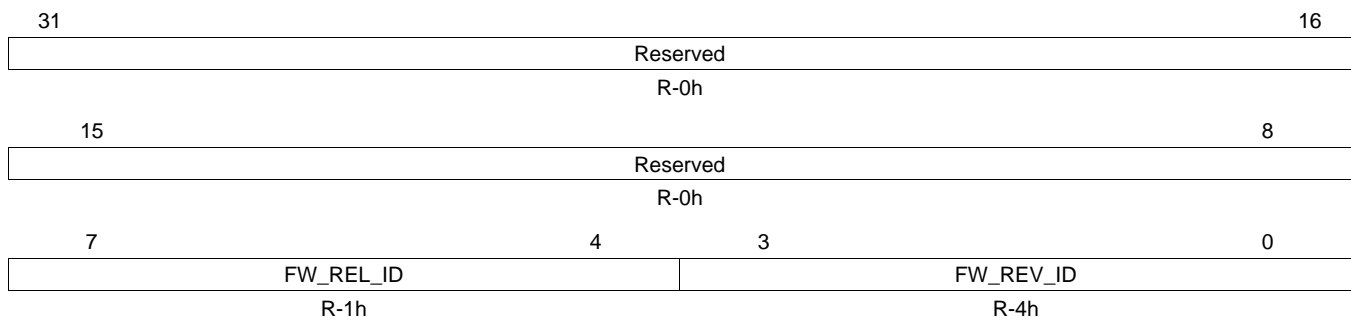 31 16
Reserved
R-0h
15 8
Reserved
R-0h
7 4 3 0
FW_REL_ID FW_REV_ID
R-1h R-4h